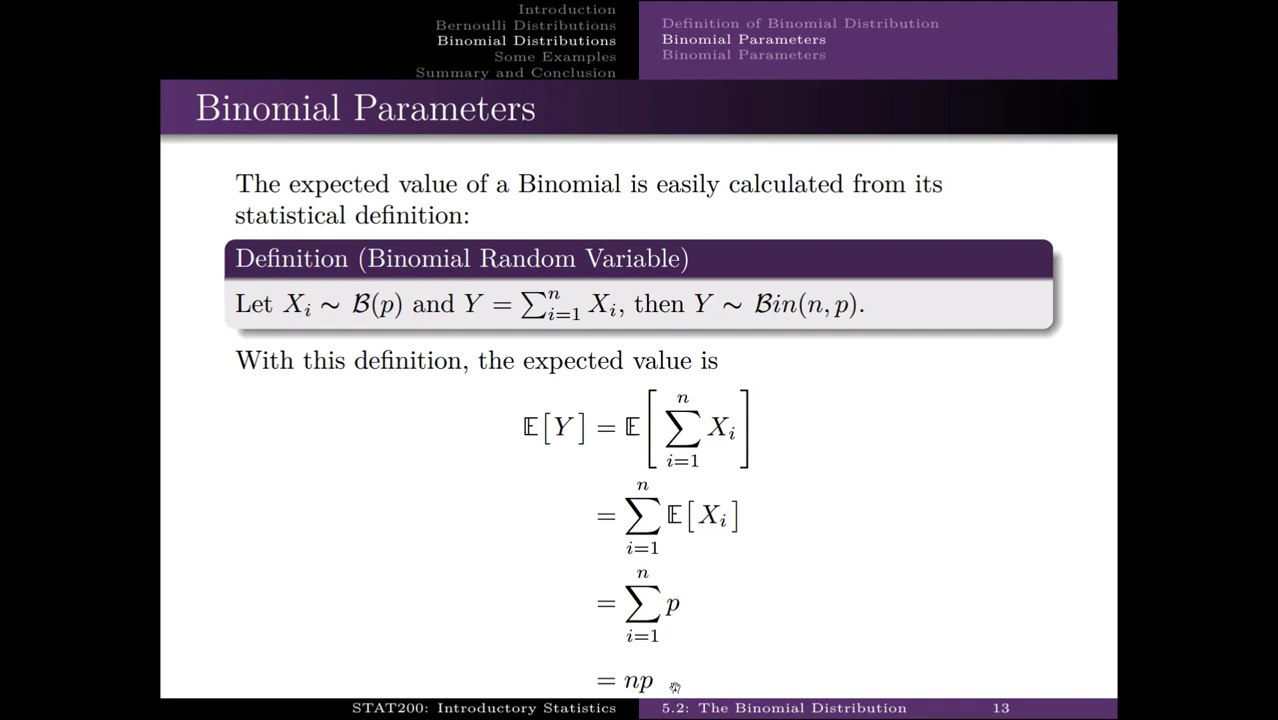 Introduction
Bernoulli Distributions
Binomial Distributions
Some Examples
Summary and Conclusion
Definition of Binomial Distribution
Binomial Parameters
Binomial Parameters
Binomial Parameters
The expected value of a Binomial is easily calculated from its
statistical definition:
Definition (Binomial Random Variable)
Let X_i ∼ ℬ(p) and Y = ∑_{i=1}^n X_i, then Y ∼ ℬin(n, p).
With this definition, the expected value is
𝔼[Y] = 𝔼[∑_{i=1}^n X_i]
= ∑_{i=1}^n 𝔼[X_i]
= ∑_{i=1}^n p
= np
STAT200: Introductory Statistics
5.2: The Binomial Distribution 13